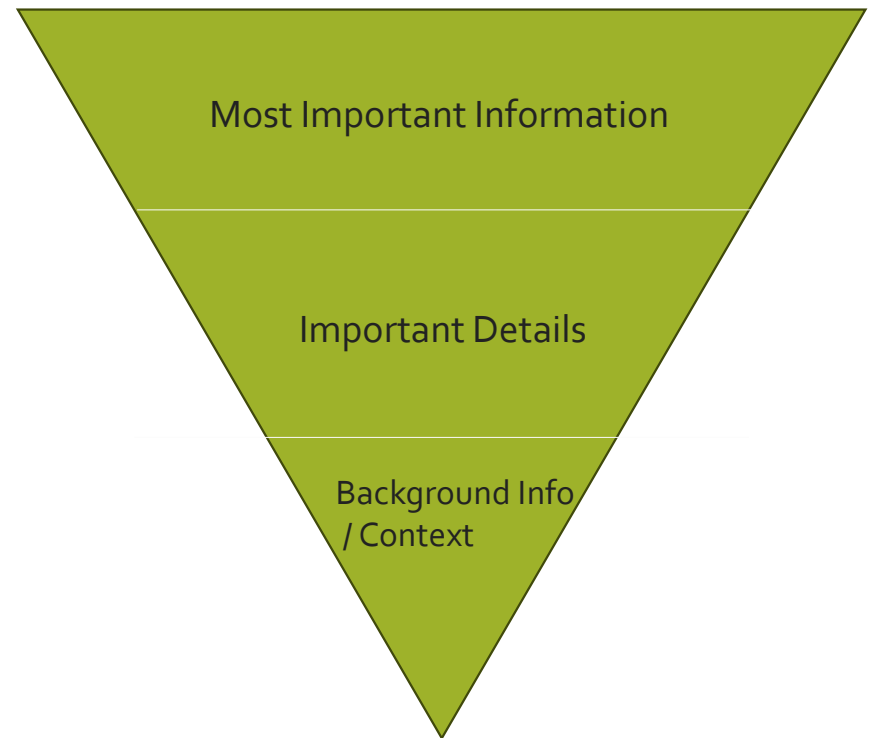 Most Important Information
Important Details
Background Info
/ Context